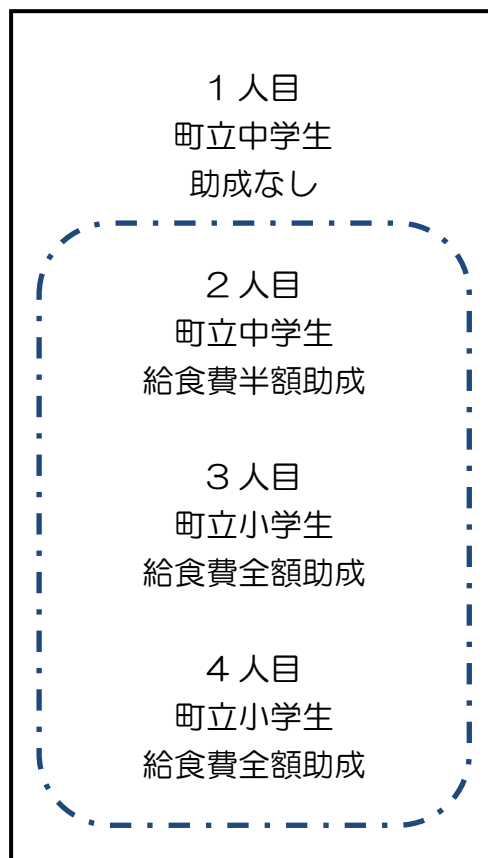 １人目
町立中学生
助成なし
２人目
町立中学生
給食費半額助成
３人目
町立小学生
給食費全額助成
４人目
町立小学生
給食費全額助成